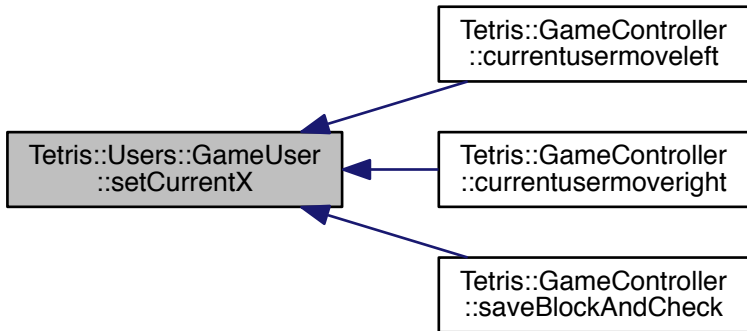 Tetris::GameController
::currentusermoveleft
Tetris::Users::GameUser
::setCurrentX
Tetris::GameController
::currentusermoveright
Tetris::GameController
::saveBlockAndCheck